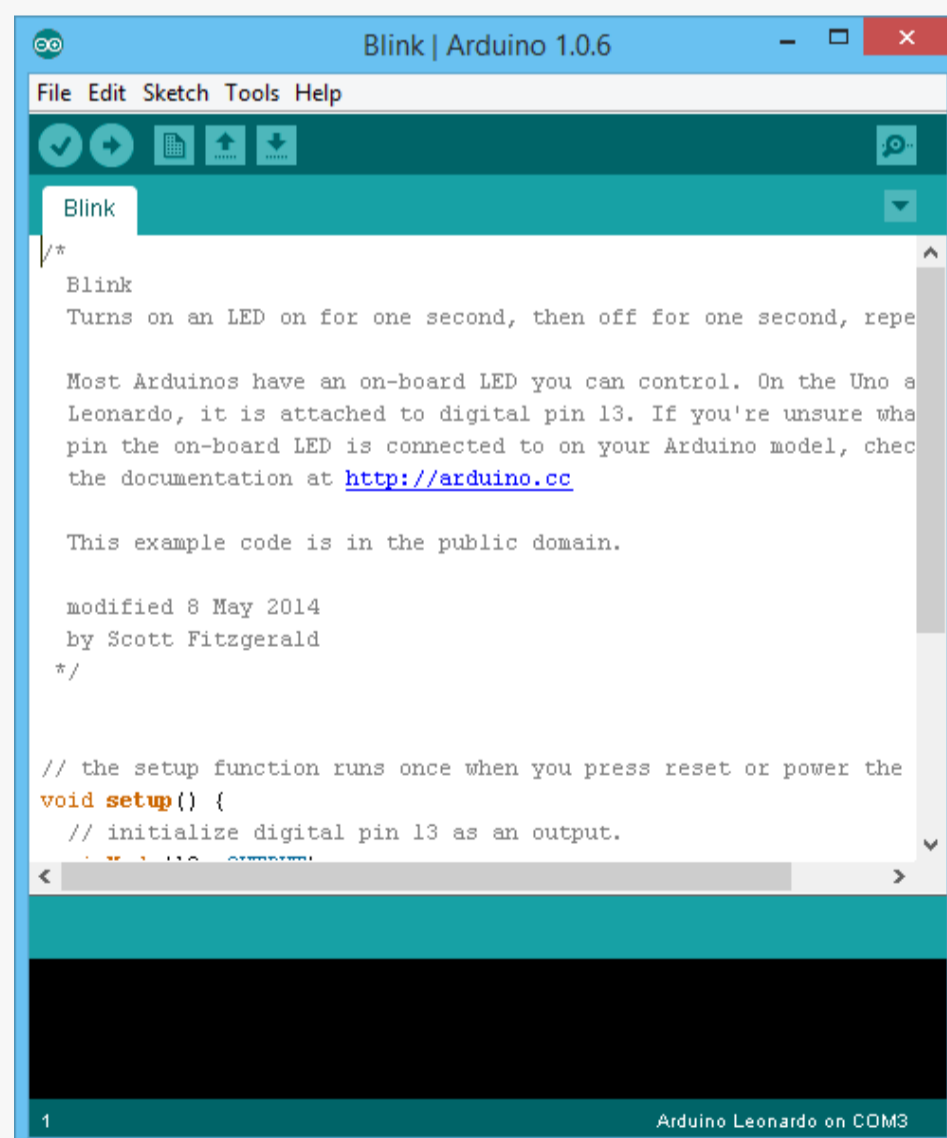 Blink | Arduino 1.0.6
File Edit Sketch Tools Help
Blink
/*
Blink
Turns on an LED on for one second, then off for one second, repe
Most Arduinos have an on-board LED you can control. On the Uno a
Leonardo, it is attached to digital pin 13. If you're unsure wha
pin the on-board LED is connected to on your Arduino model, chec
the documentation at http://arduino.cc
This example code is in the public domain.
modified 8 May 2014
by Scott Fitzgerald
*/
// the setup function runs once when you press reset or power the
void setup() {
// initialize digital pin 13 as an output.
1
Arduino Leonardo on COM3